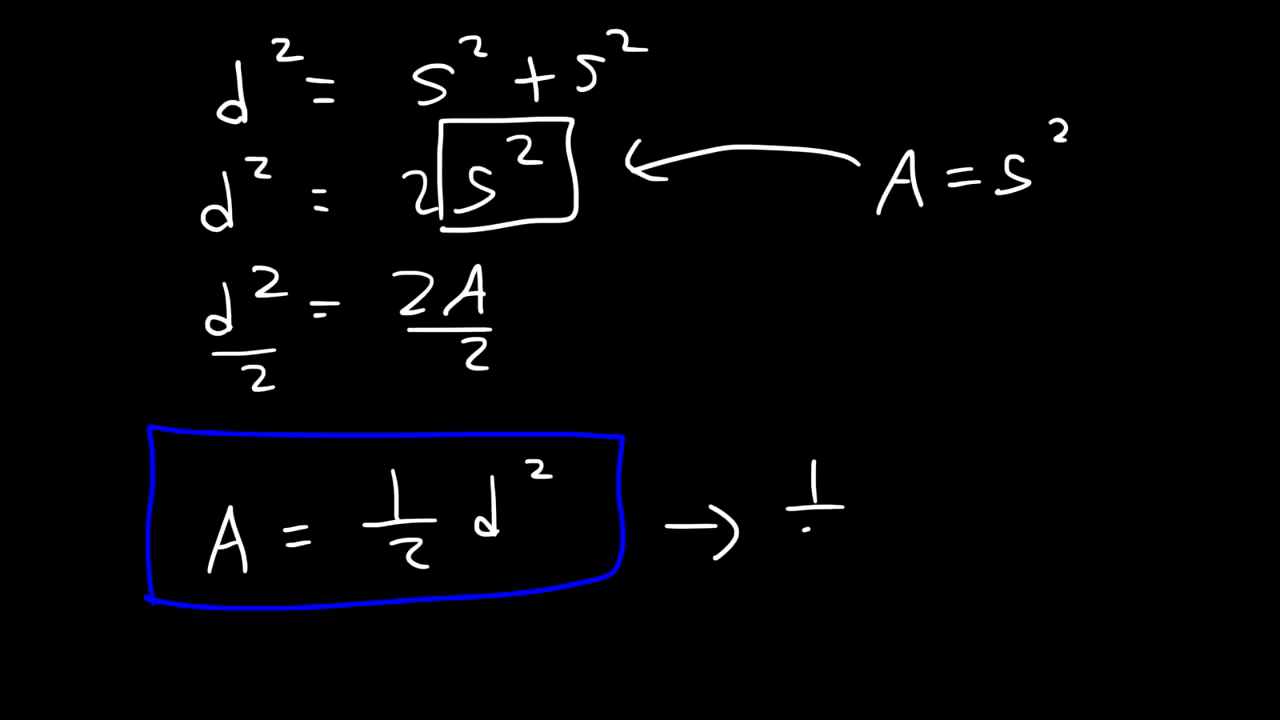 d² = s² + s²
d² = 2s² ← A = s²
d²/2 = 2A/2
A = 1/2 d² → 1/